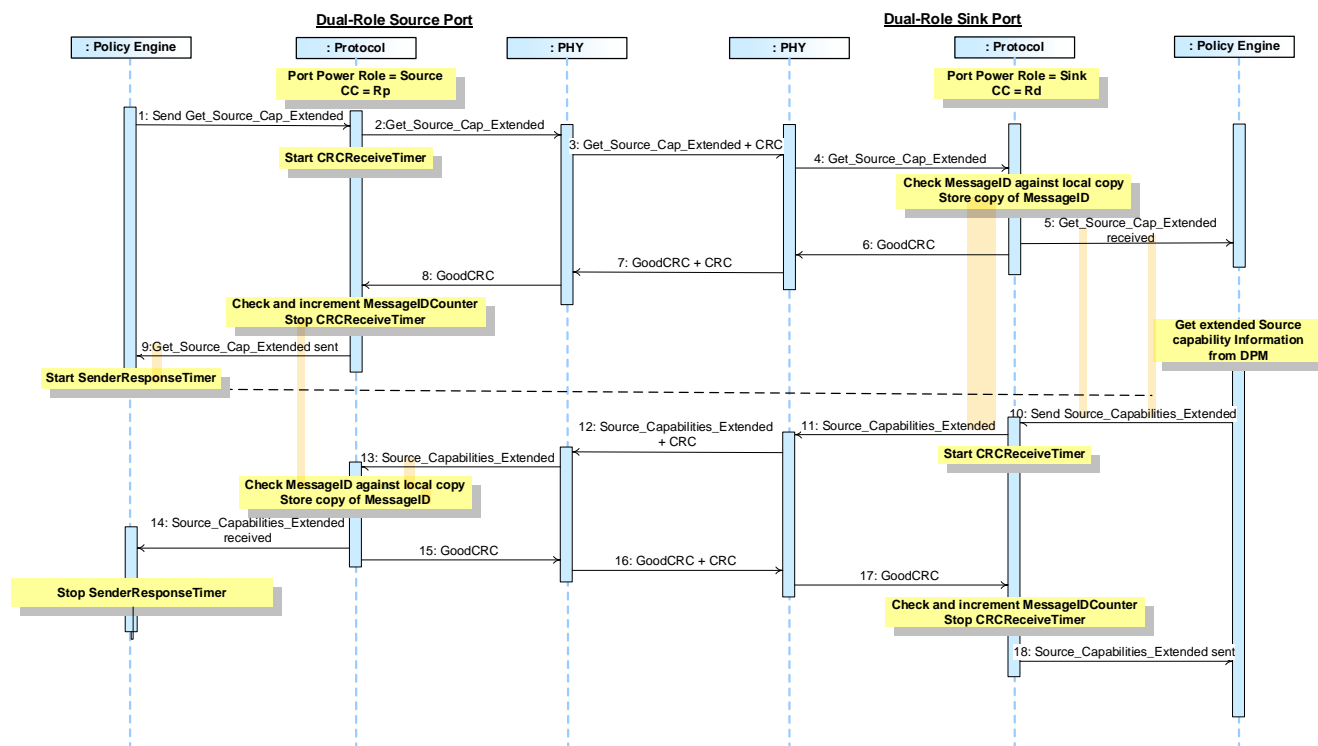 Dual-Role Source Port
Dual-Role Sink Port
: Policy Engine
: Protocol
: PHY
: PHY
: Protocol
: Policy Engine
Port Power Role = Source
CC = Rp
Port Power Role = Sink
CC = Rd
1: Send Get_Source_Cap_Extended
2:Get_Source_Cap_Extended
Start CRCReceiveTimer
3: Get_Source_Cap_Extended + CRC
4: Get_Source_Cap_Extended
Check MessageID against local copy
Store copy of MessageID
5: Get_Source_Cap_Extended
received
6: GoodCRC
7: GoodCRC + CRC
8: GoodCRC
Check and increment MessageIDCounter
Stop CRCReceiveTimer
9:Get_Source_Cap_Extended sent
Start SenderResponseTimer
Get extended Source
capability Information
from DPM
10: Send Source_Capabilities_Extended
11: Source_Capabilities_Extended
Start CRCReceiveTimer
12: Source_Capabilities_Extended
+ CRC
13: Source_Capabilities_Extended
Check MessageID against local copy
Store copy of MessageID
14: Source_Capabilities_Extended
received
15: GoodCRC
16: GoodCRC + CRC
17: GoodCRC
Stop SenderResponseTimer
Check and increment MessageIDCounter
Stop CRCReceiveTimer
18: Source_Capabilities_Extended sent